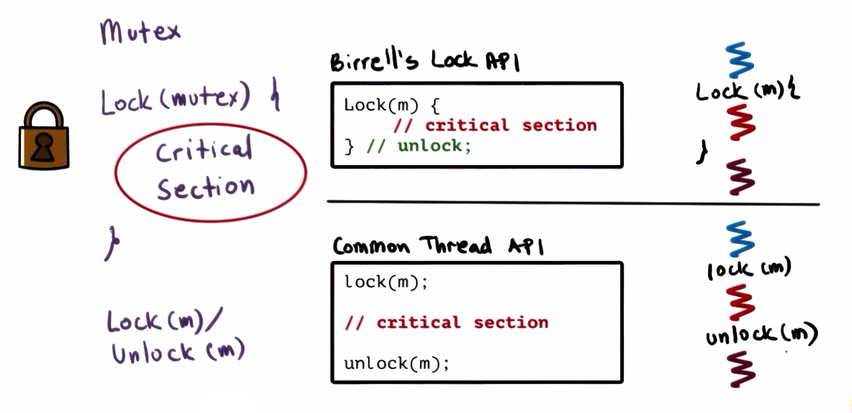 Mutex
Lock (mutex) {
Critical
Section
}
Lock (m) /
Unlock (m)
Birrell's Lock API
Lock(m) {
// critical section
} // unlock;
Common Thread API
lock(m);
// critical section
unlock(m);
Lock (m) {
}
lock (m)
unlock (m)